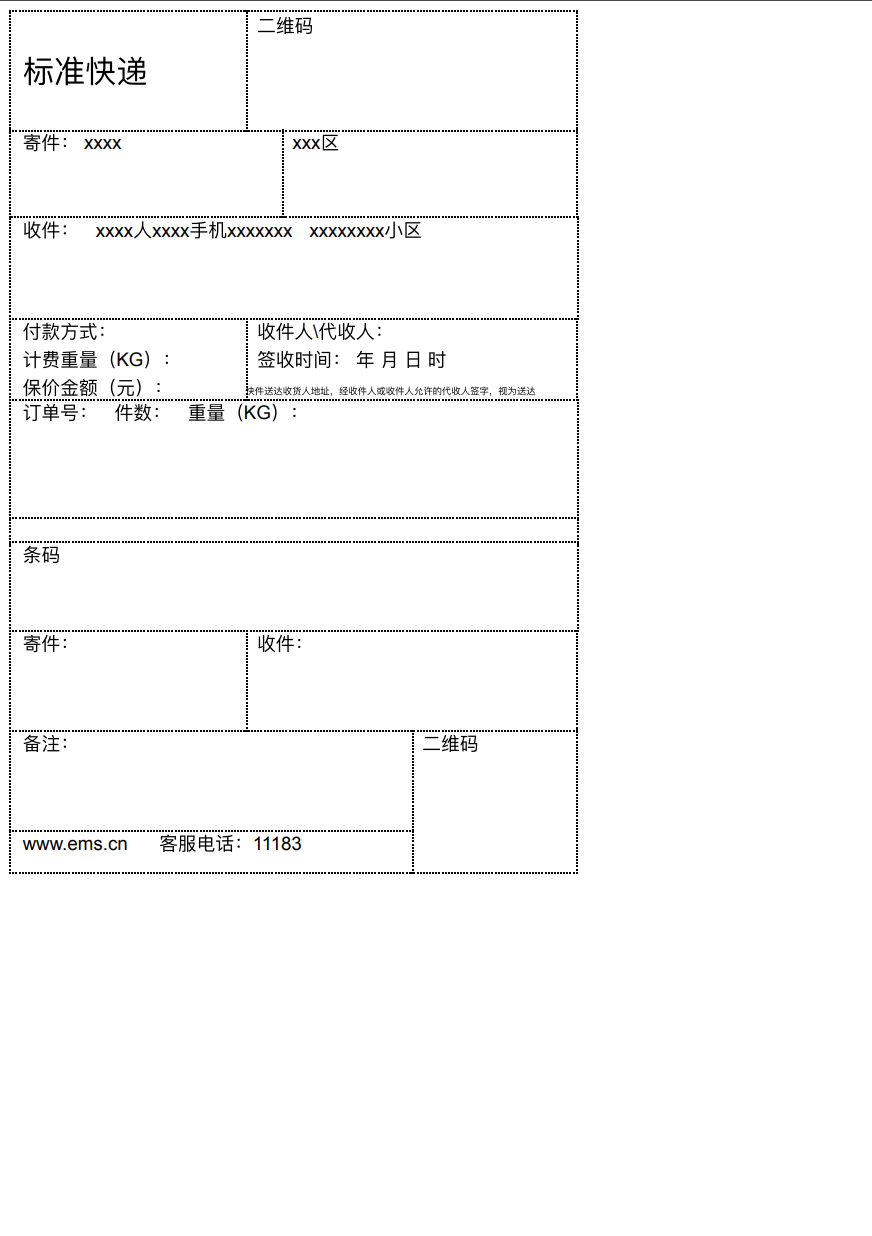 二维码
标准快递
寄件： xxxx
xxx区
收件： xxxx人xxxx手机xxxxxxx xxxxxxxx小区
付款方式：
计费重量（KG）：
保价金额（元）：
收件人\代收人：
签收时间： 年 月 日 时
快件送达收货人地址，经收件人或收件人允许的代收人签字，视为送达
订单号： 件数： 重量（KG）：
条码
寄件：
收件：
备注：
二维码
www.ems.cn 客服电话：11183